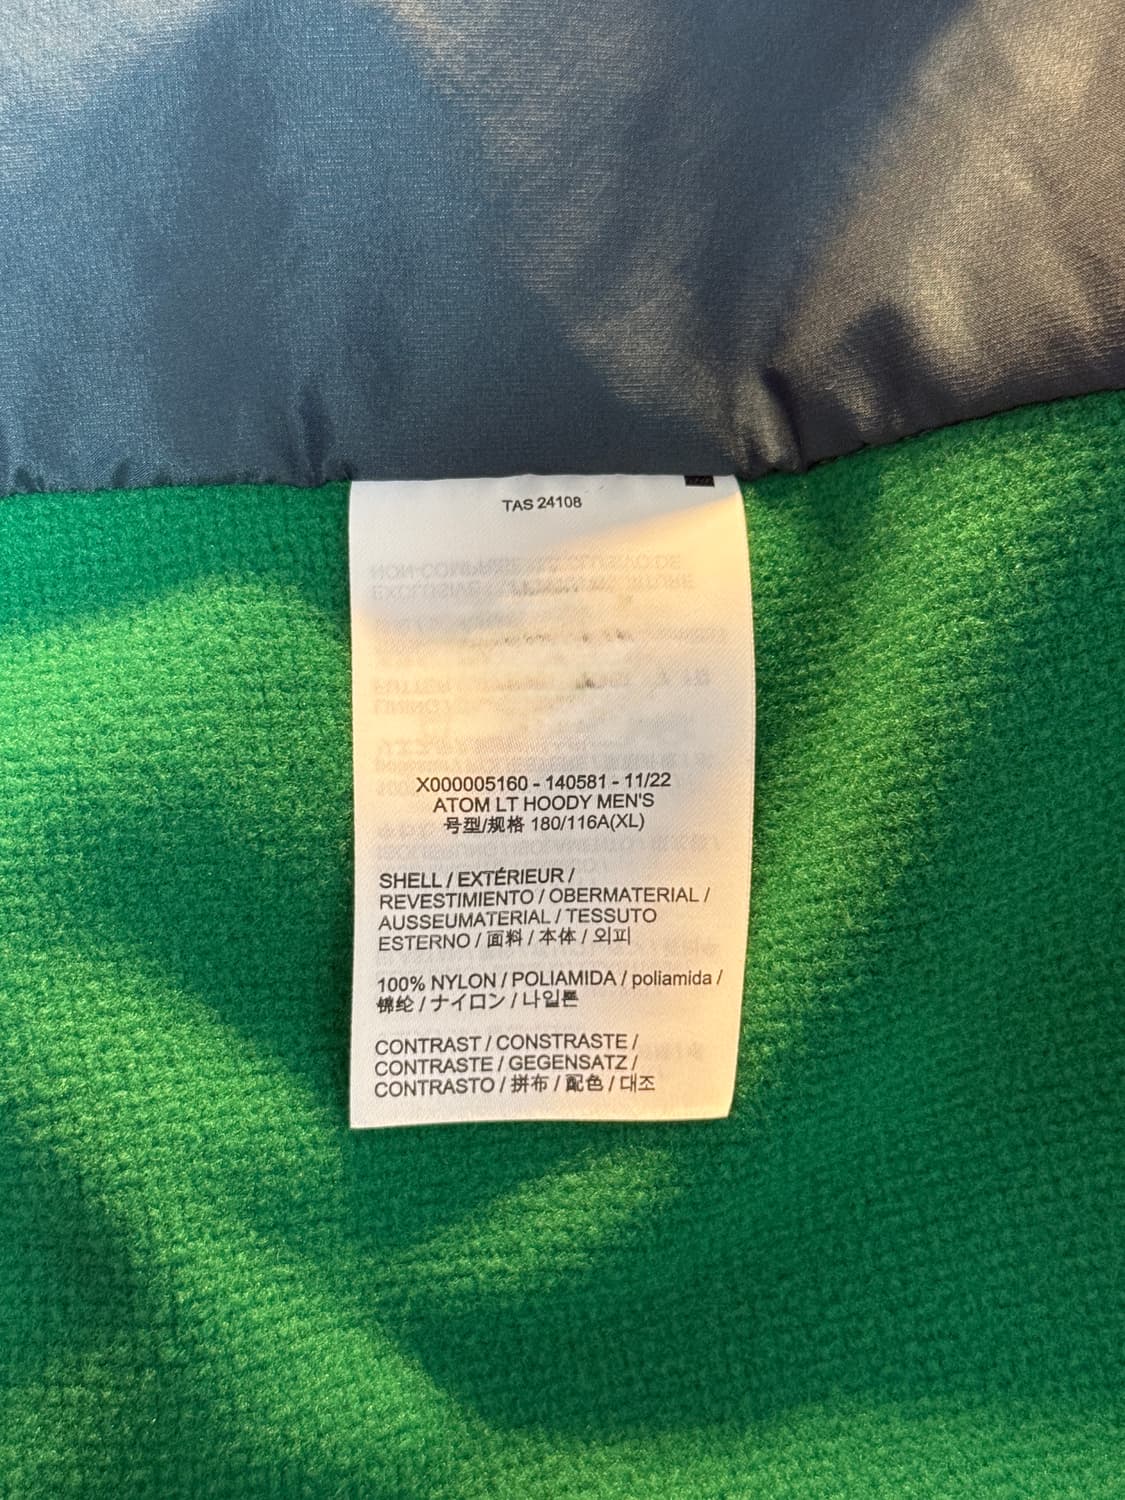 TAS 24108
X000005160 - 140581 - 11/22
ATOM LT HOODY MEN'S
号型/规格 180/116A(XL)
SHELL / EXTÉRIEUR /
REVESTIMIENTO / OBERMATERIAL /
AUSSEUMATERIAL / TESSUTO
ESTERNO / 面料 / 本体 / 외피
100% NYLON / POLIAMIDA / poliamida /
锦纶 / ナイロン / 나일론
CONTRAST / CONSTRASTE /
CONTRASTE / GEGENSATZ /
CONTRASTO / 拼布 / 配色 / 대조